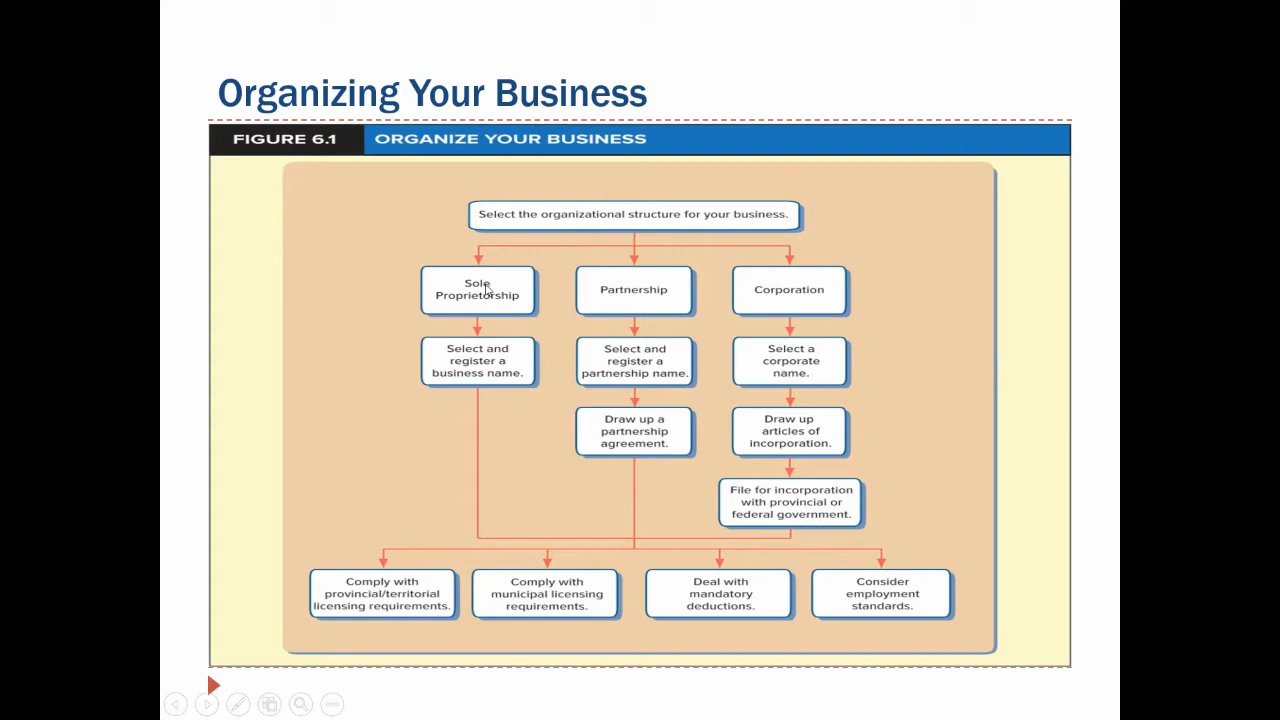 Organizing Your Business
FIGURE 6.1 ORGANIZE YOUR BUSINESS
Select the organizational structure for your business.
Sole
Proprietorship
Partnership
Corporation
Select and
register a
business name.
Select and
register a
partnership name.
Select a
corporate
name.
Draw up a
partnership
agreement.
Draw up
articles of
incorporation.
File for incorporation
with provincial or
federal government.
Comply with
provincial/territorial
licensing requirements.
Comply with
municipal licensing
requirements.
Deal with
mandatory
deductions.
Consider
employment
standards.